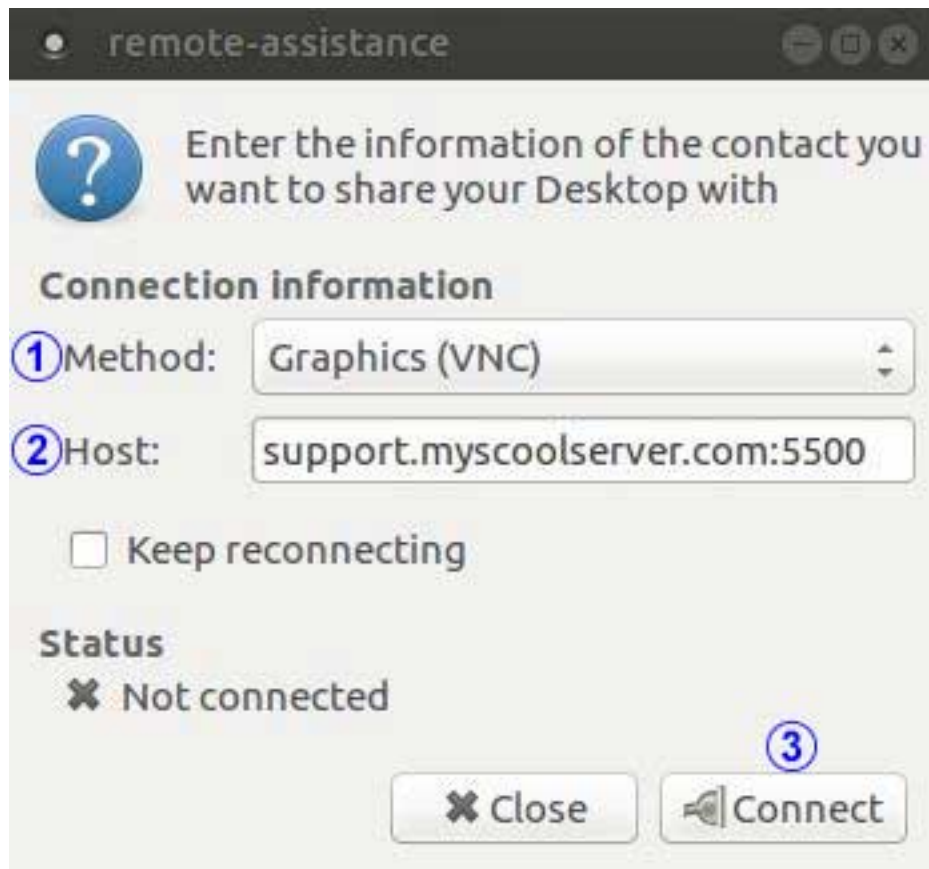 remote-assistance
Enter the information of the contact you
want to share your Desktop with
Connection information
1 Method: Graphics (VNC)
2 Host: support.myscoolserver.com:5500
Keep reconnecting
Status
Not connected
3
Close Connect